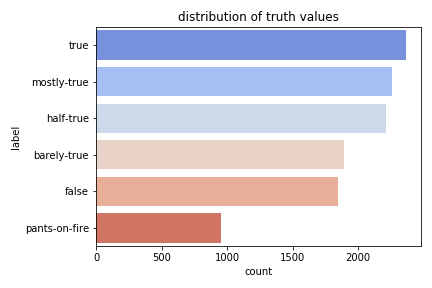 distribution of truth values
true
mostly-true
half-true
barely-true
false
pants-on-fire
label
0 500 1000 1500 2000
count